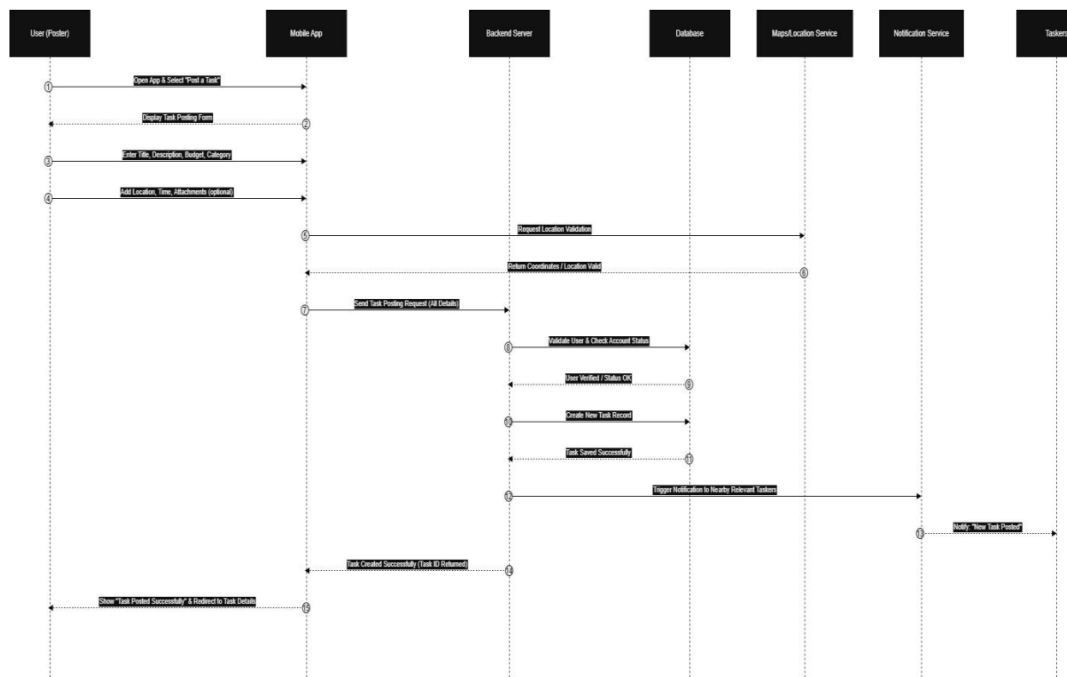 User (Poster)
Mobile App
Backend Server
Database
Maps/Location Service
Notification Service
Taskers
1
Open App & Select "Post a Task"
Display Task Posting Form
2
3
Enter Title, Description, Budget, Category
4
Add Location, Time, Attachments (optional)
5
Request Location Validation
Return Coordinates / Location Valid
6
7
Send Task Posting Request (All Details)
8
Validate User & Check Account Status
User Verified / Status OK
9
10
Create New Task Record
Task Saved Successfully
11
12
Trigger Notification to Nearby Relevant Taskers
13
Notify: "New Task Posted"
Task Created Successfully (Task ID Returned)
14
Show "Task Posted Successfully" & Redirect to Task Details
15